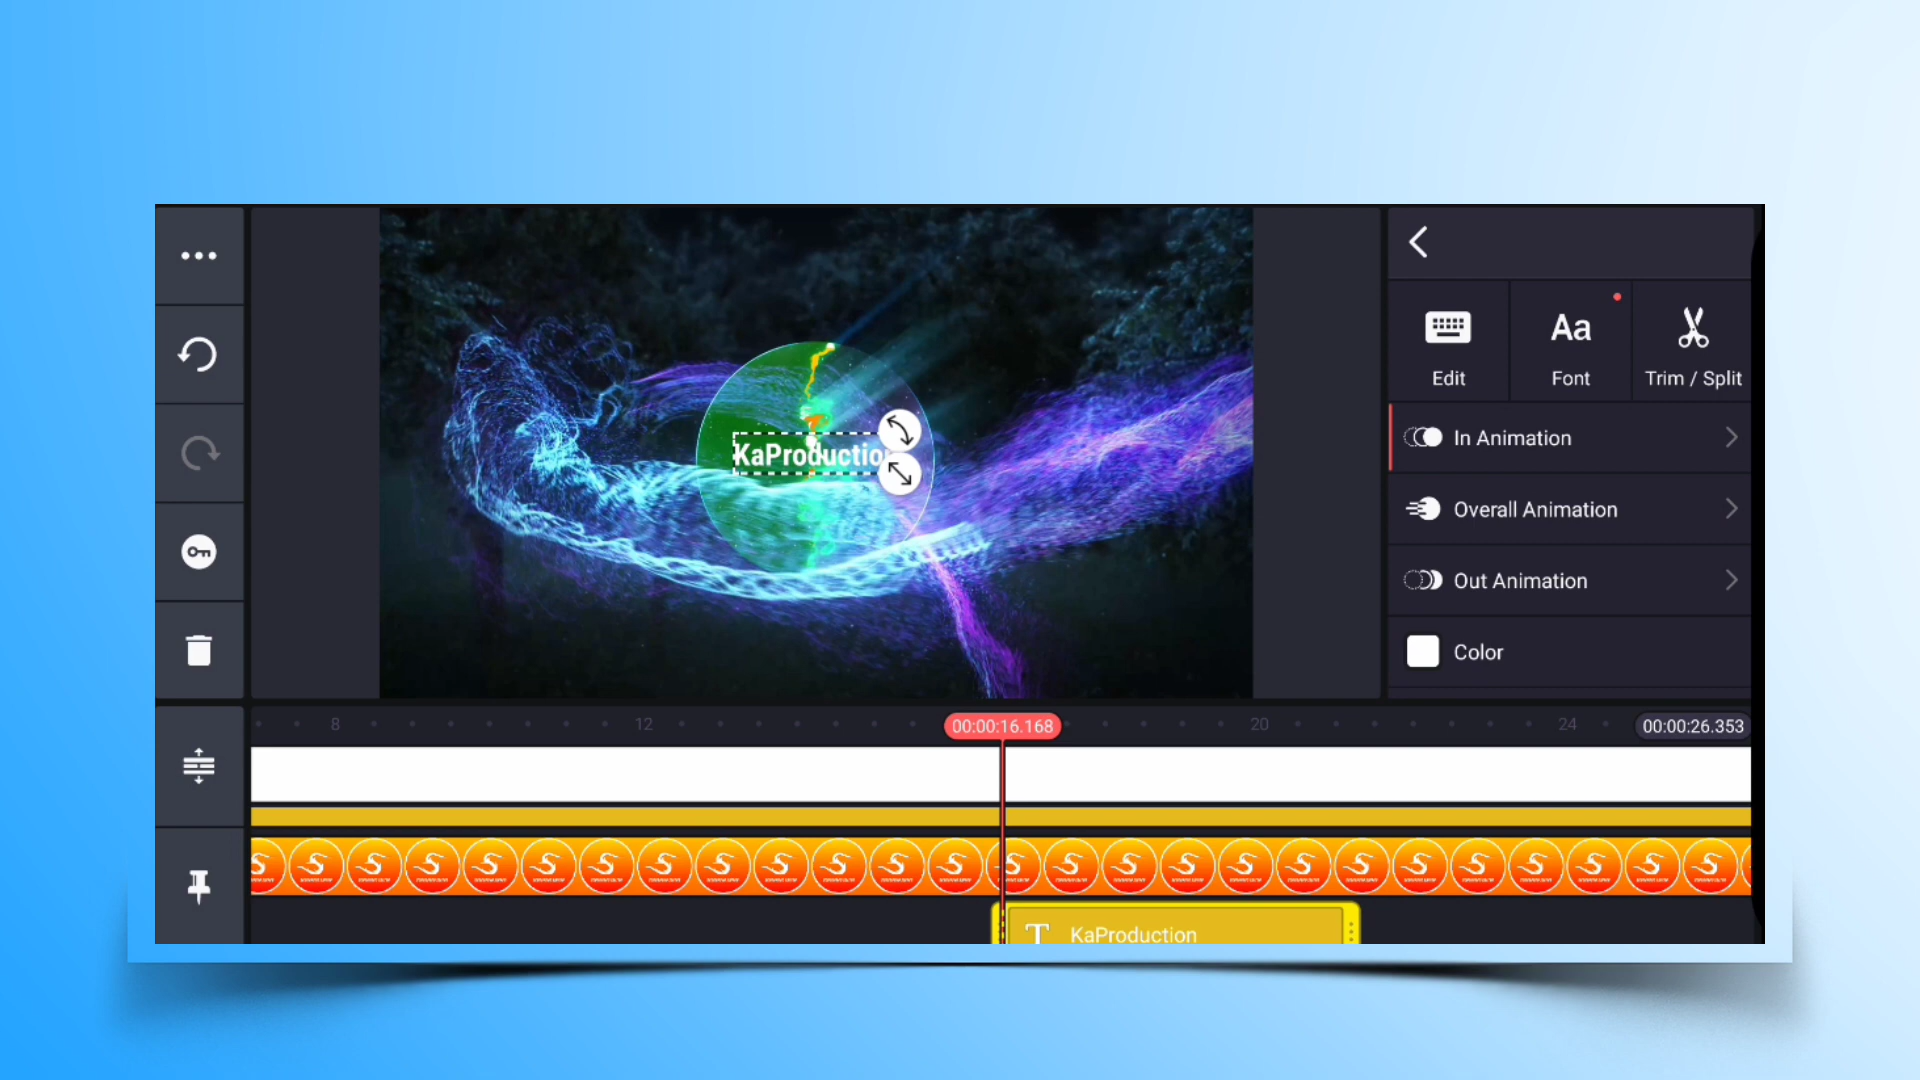 Edit
Aa
Font
Trim / Split
In Animation
Overall Animation
Out Animation
Color
KaProduction
8
12
00:00:16.168
20
24
00:00:26.353
T KaProduction